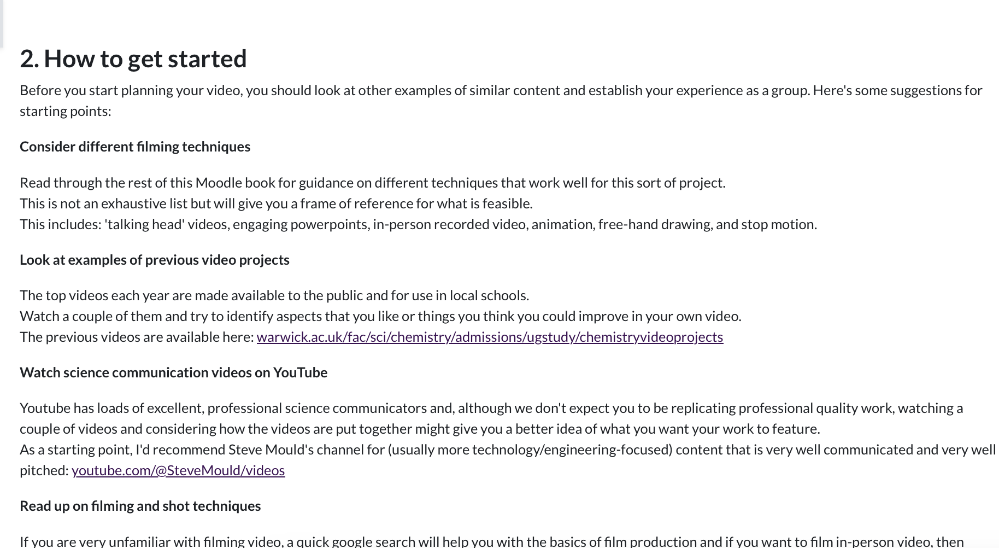 2. How to get started
Before you start planning your video, you should look at other examples of similar content and establish your experience as a group. Here's some suggestions for
starting points:
Consider different filming techniques
Read through the rest of this Moodle book for guidance on different techniques that work well for this sort of project.
This is not an exhaustive list but will give you a frame of reference for what is feasible.
This includes: 'talking head' videos, engaging powerpoints, in-person recorded video, animation, free-hand drawing, and stop motion.
Look at examples of previous video projects
The top videos each year are made available to the public and for use in local schools.
Watch a couple of them and try to identify aspects that you like or things you think you could improve in your own video.
The previous videos are available here: warwick.ac.uk/fac/sci/chemistry/admissions/ugstudy/chemistryvideoprojects
Watch science communication videos on YouTube
Youtube has loads of excellent, professional science communicators and, although we don't expect you to be replicating professional quality work, watching a
couple of videos and considering how the videos are put together might give you a better idea of what you want your work to feature.
As a starting point, I'd recommend Steve Mould's channel for (usually more technology/engineering-focused) content that is very well communicated and very well
pitched: youtube.com/@SteveMould/videos
Read up on filming and shot techniques
If you are very unfamiliar with filming video, a quick google search will help you with the basics of film production and if you want to film in-person video, then